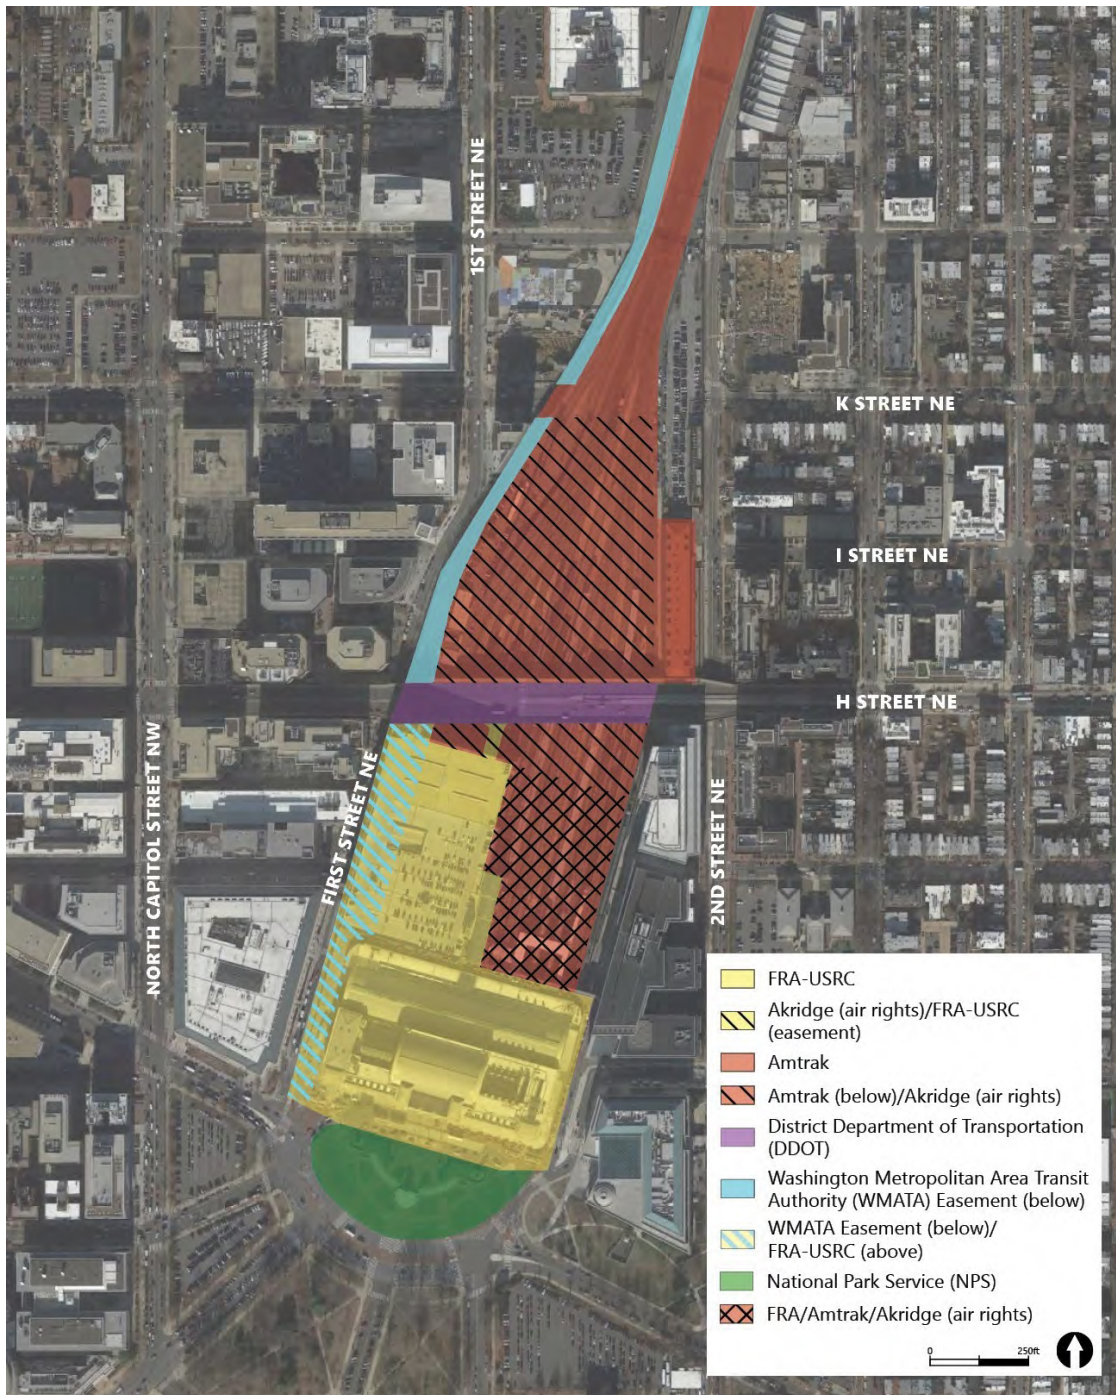 1ST STREET NE
K STREET NE
I STREET NE
H STREET NE
NORTH CAPITOL STREET NW
FIRST STREET NE
2ND STREET NE
FRA-USRC
Akridge (air rights)/FRA-USRC
(easement)
Amtrak
Amtrak (below)/Akridge (air rights)
District Department of Transportation
(DDOT)
Washington Metropolitan Area Transit
Authority (WMATA) Easement (below)
WMATA Easement (below)/
FRA-USRC (above)
National Park Service (NPS)
FRA/Amtrak/Akridge (air rights)
0 250ft